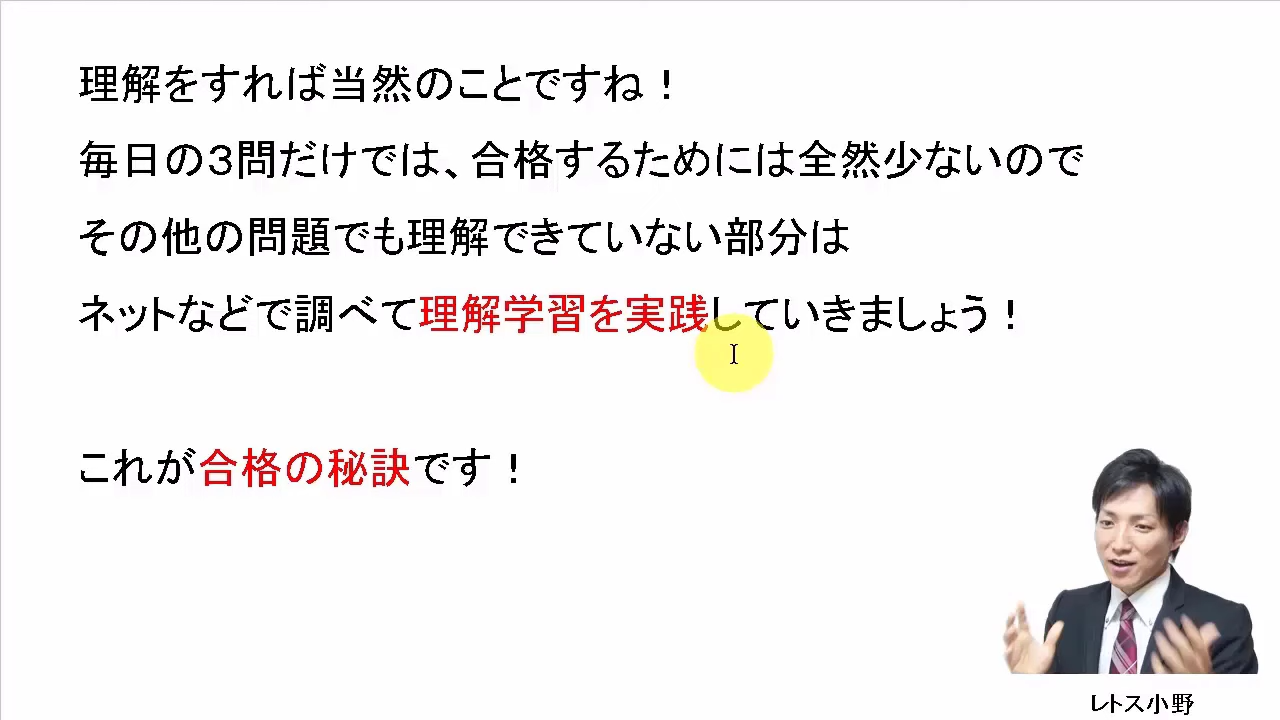 理解をすれば当然のことですね！
毎日の３問だけでは、合格するためには全然少ないので
その他の問題でも理解できていない部分は
ネットなどで調べて理解学習を実践していきましょう！
これが合格の秘訣です！
レトス小野